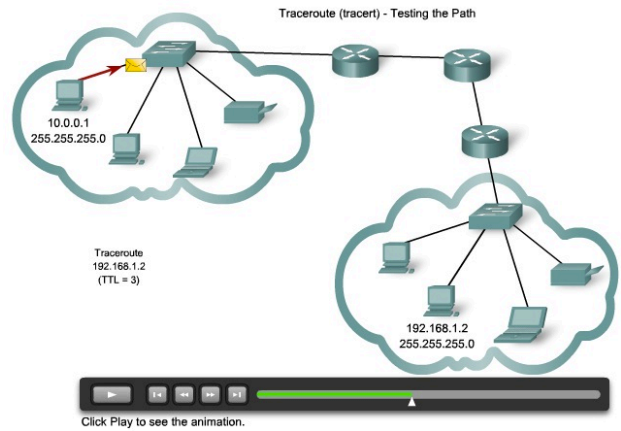 Traceroute (tracert) - Testing the Path
10.0.0.1
255.255.255.0
Traceroute
192.168.1.2
(TTL = 3)
192.168.1.2
255.255.255.0
Click Play to see the animation.